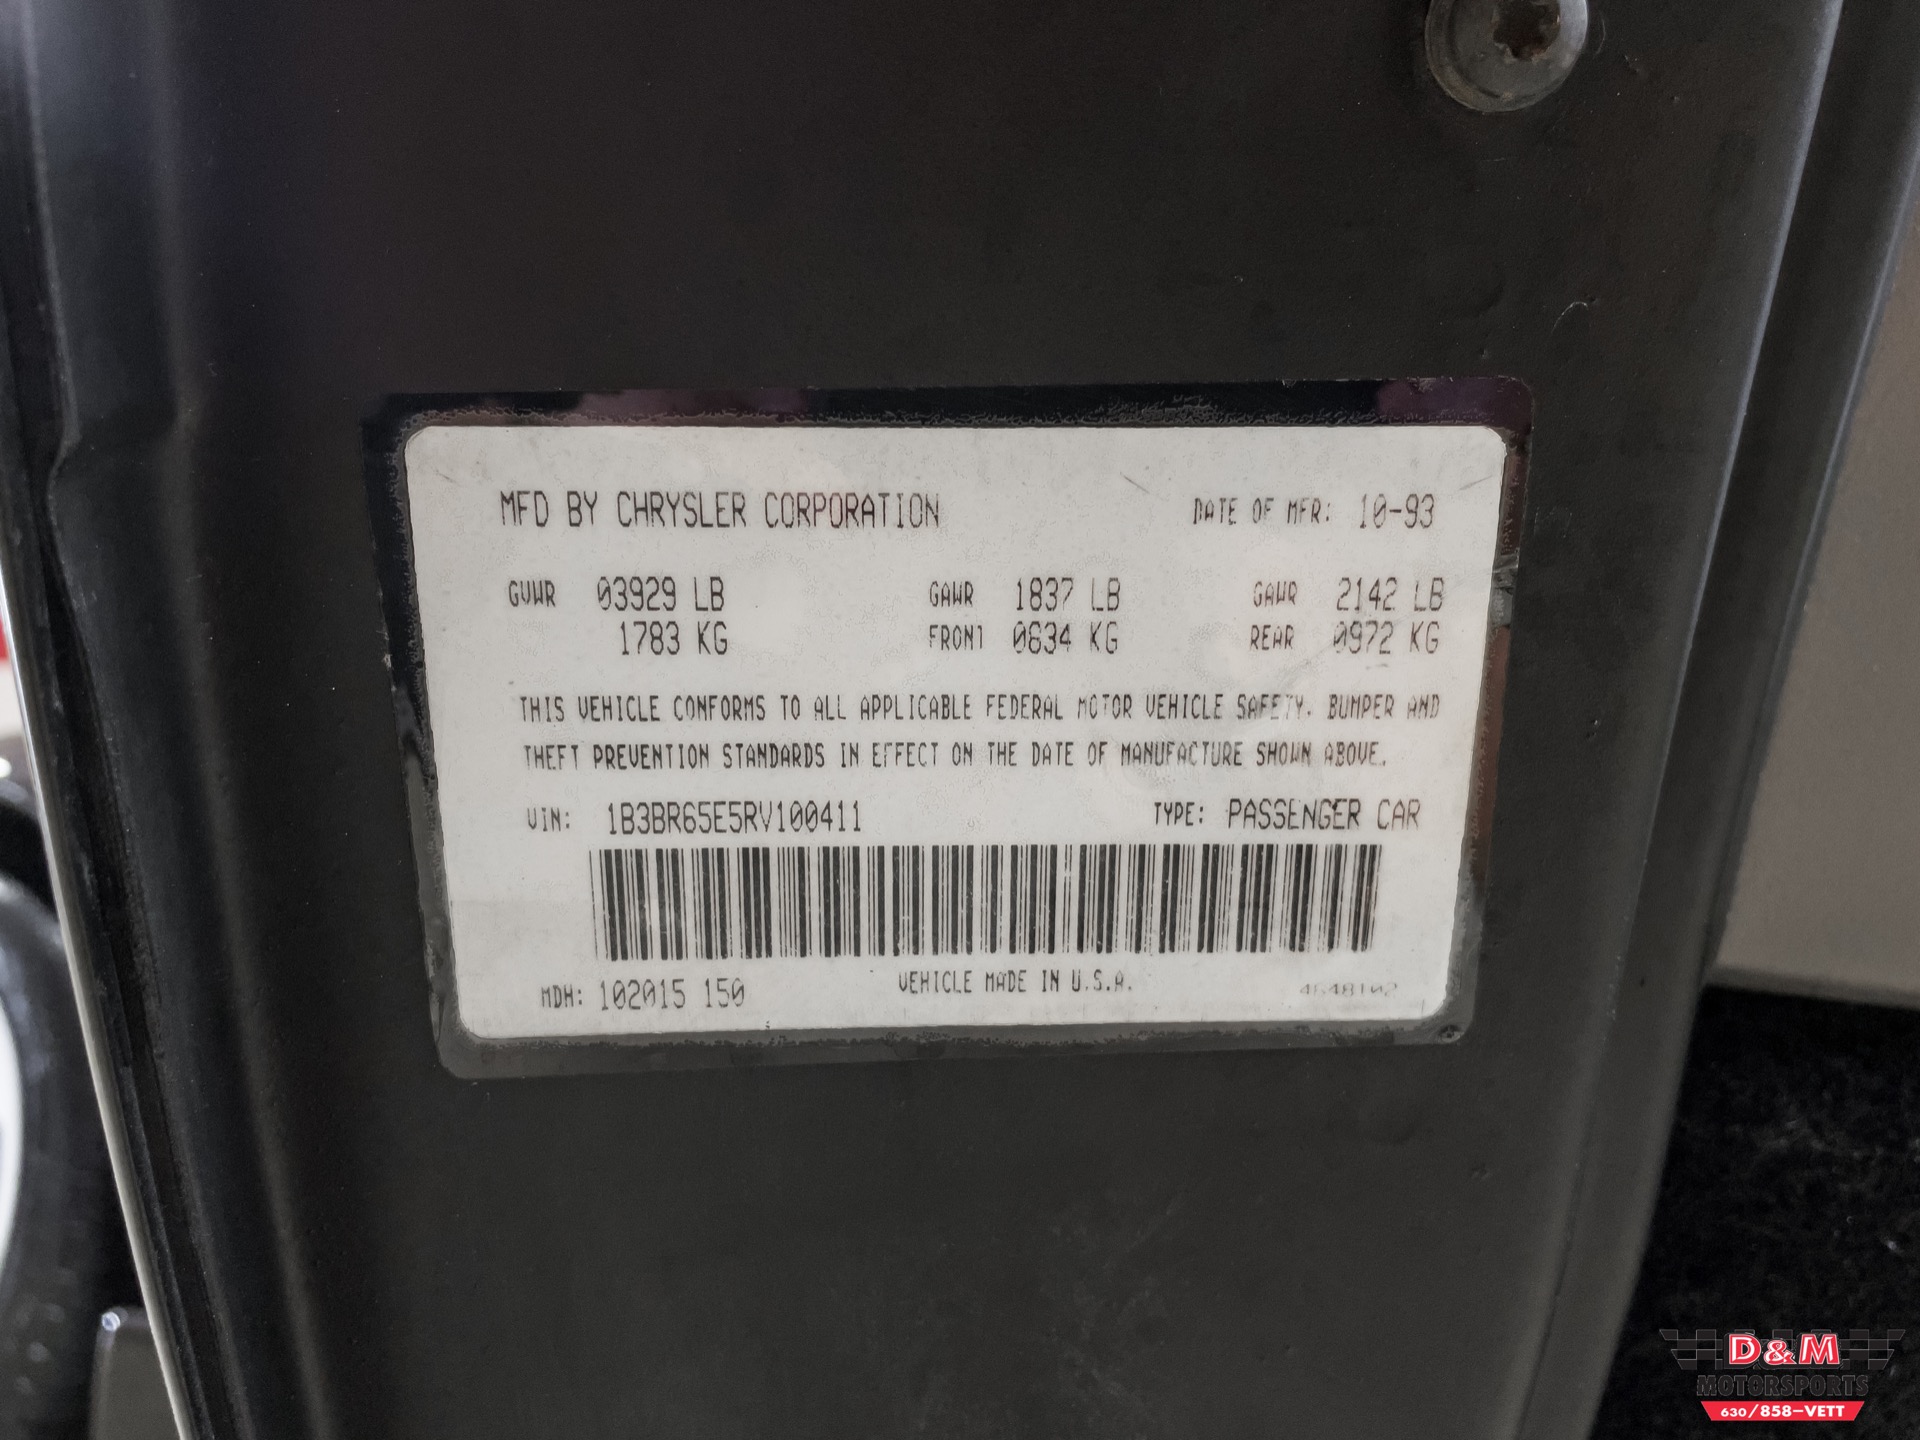 MFD BY CHRYSLER CORPORATION DATE OF MFR: 10-93
GVWR 03929 LB GAWR 1837 LB GAWR 2142 LB
1783 KG FRONT 0834 KG REAR 0972 KG
THIS VEHICLE CONFORMS TO ALL APPLICABLE FEDERAL MOTOR VEHICLE SAFETY, BUMPER AND
THEFT PREVENTION STANDARDS IN EFFECT ON THE DATE OF MANUFACTURE SHOWN ABOVE.
VIN: 1B3BR65E5RV100411 TYPE: PASSENGER CAR
MDH: 102015 150 VEHICLE MADE IN U.S.A.
D&M
MOTORSPORTS
630/858-VETT